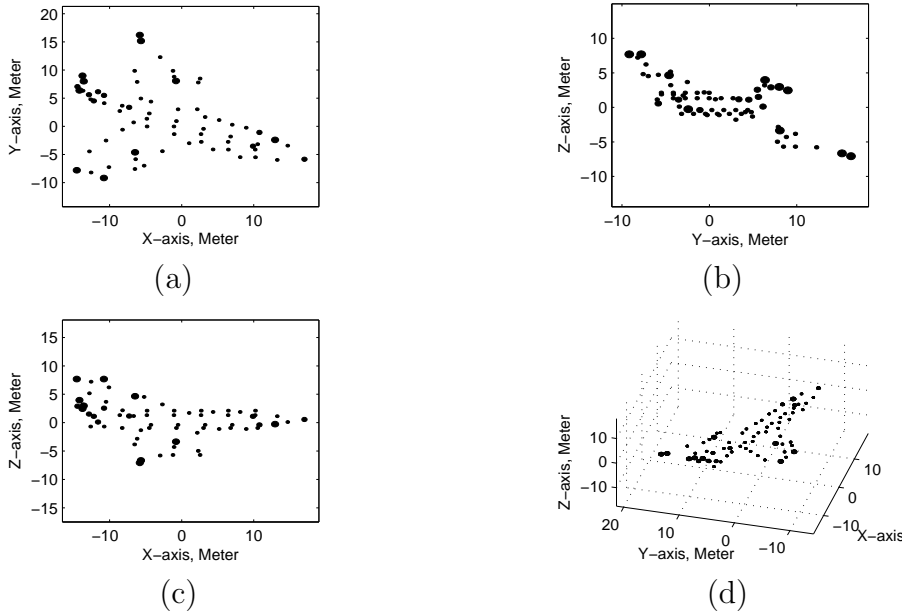 20
15
10
5
0
−5
−10
Y−axis, Meter
−10 0 10
X−axis, Meter
(a)
10
5
0
−5
−10
Z−axis, Meter
−10 0 10
Y−axis, Meter
(b)
15
10
5
0
−5
−10
−15
Z−axis, Meter
−10 0 10
X−axis, Meter
(c)
10
0
−10
Z−axis, Meter
20 10 0 −10
Y−axis, Meter
−10 0 10
X−axis
(d)